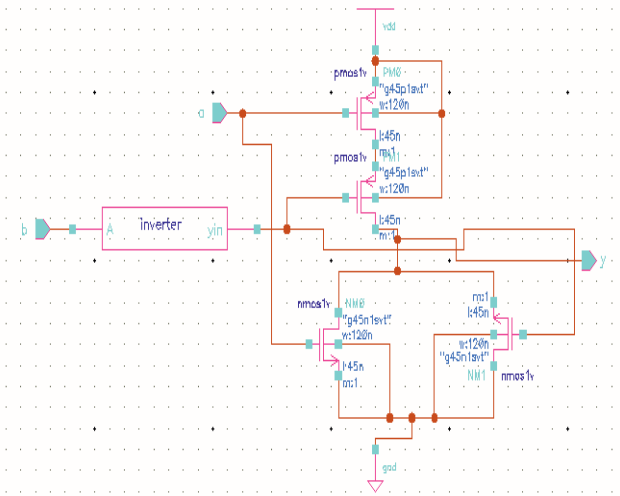 vdd
pmos1v PM0
"g45p1svt"
w:120n
a
l:45n
m:1
pmos1v PM1
"g45p1svt"
w:120n
l:45n
m:1
b A inverter yin
y
nmos1v NM0
"g45n1svt"
w:120n
l:45n
m:1
m:1
l:45n
w:120n
"g45n1svt"
NM1 nmos1v
gnd